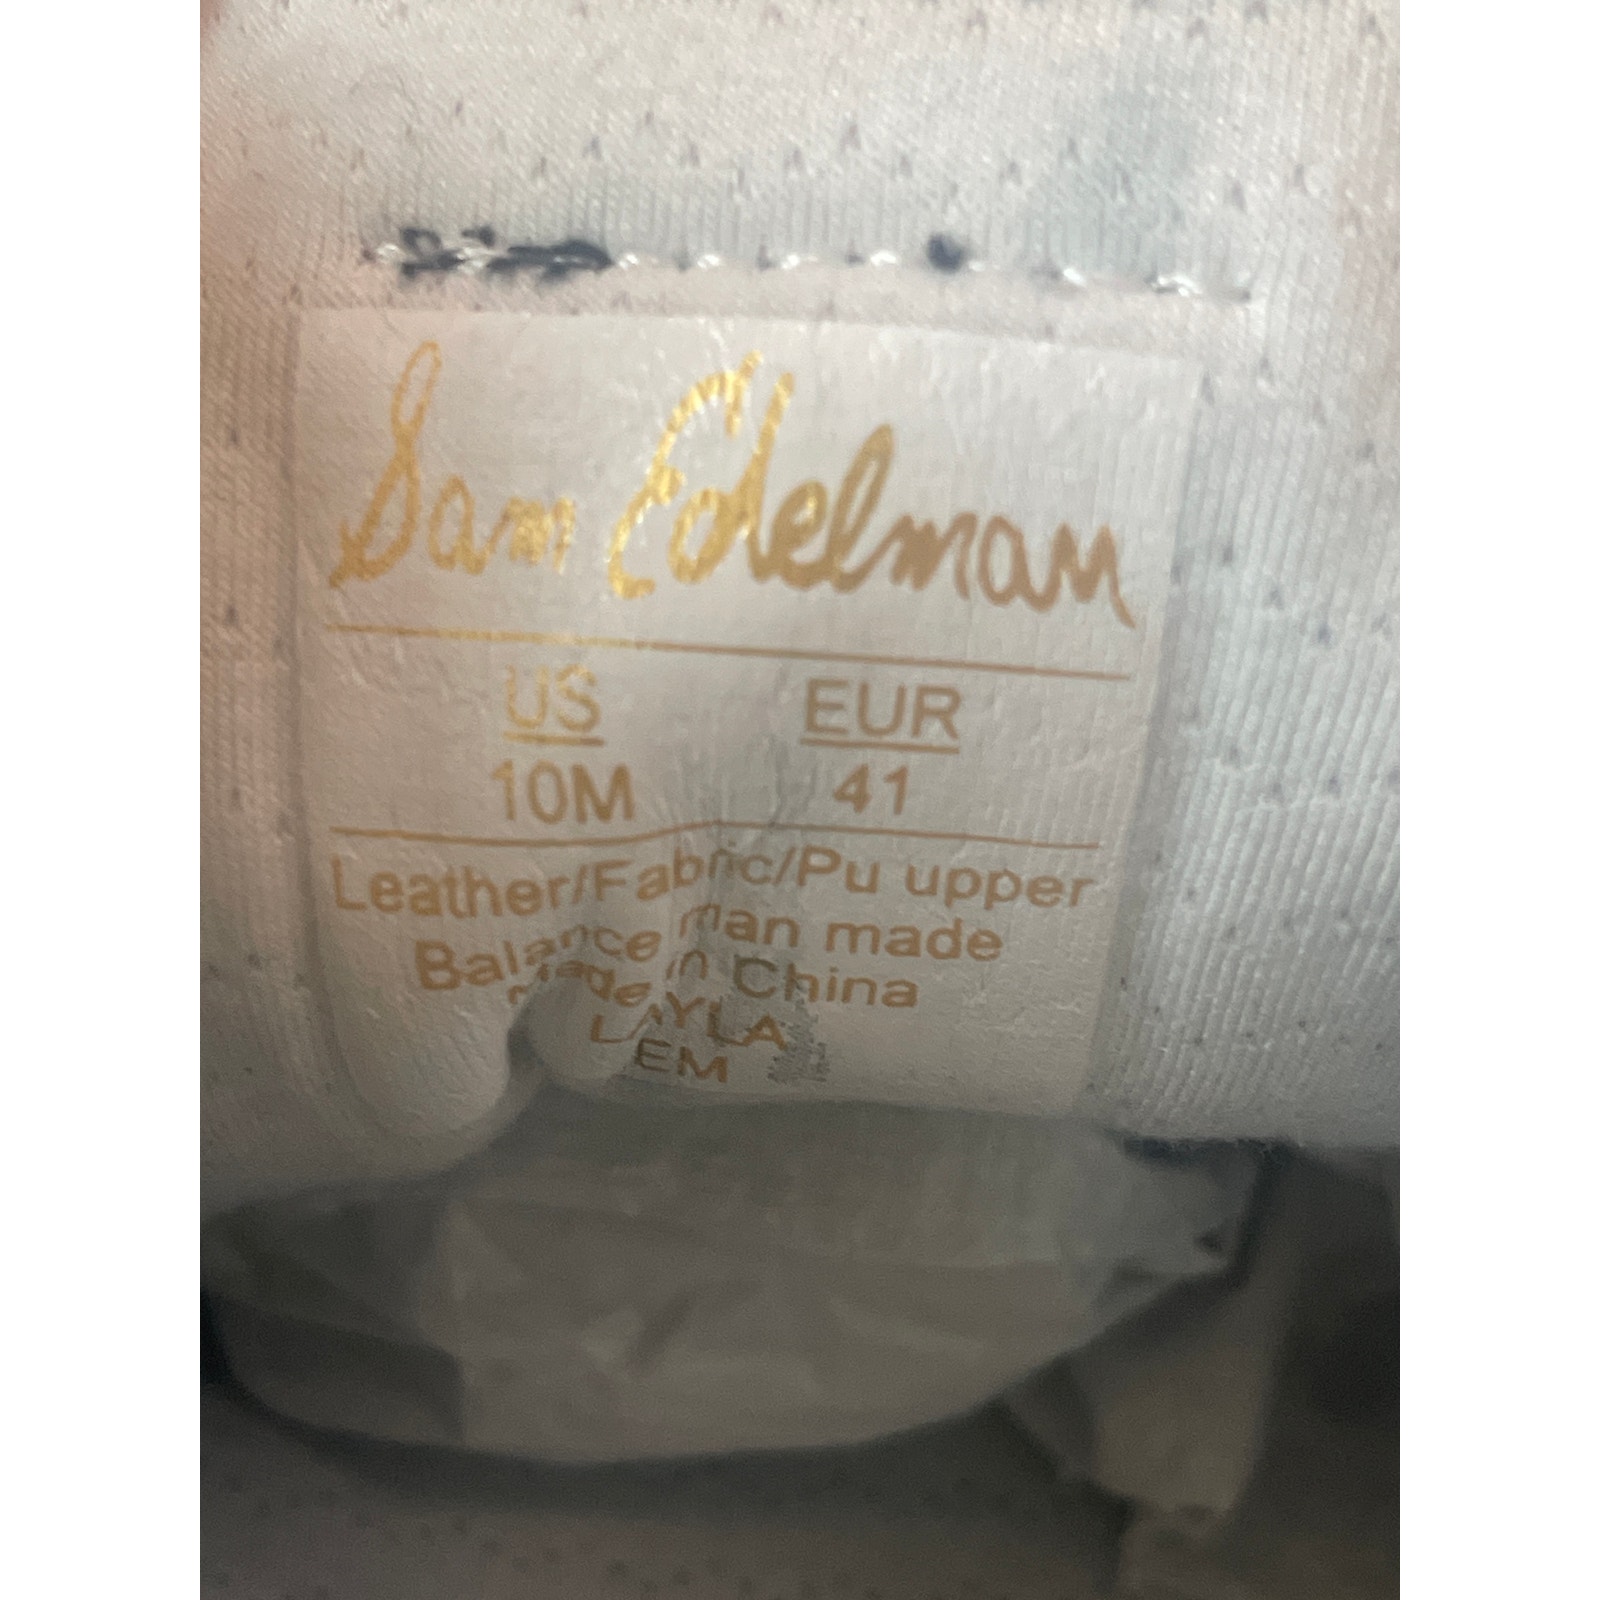 Sam Edelman
US EUR
10M 41
Leather/Fabric/Pu upper
Balance man made
Made in China
LAYLA
EM